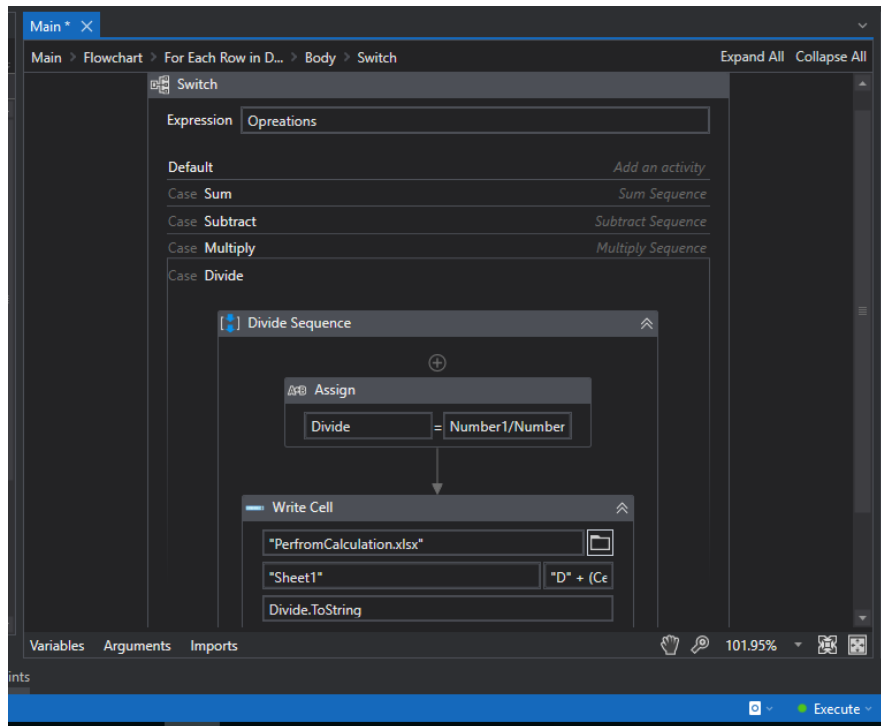 Main *
Main > Flowchart > For Each Row in D... > Body > Switch Expand All Collapse All
Switch
Expression Opreations
Default Add an activity
Case Sum Sum Sequence
Case Subtract Subtract Sequence
Case Multiply Multiply Sequence
Case Divide
Divide Sequence
A*B Assign
Divide = Number1/Number
Write Cell
"PerfromCalculation.xlsx"
"Sheet1" "D" + (Ce
Divide.ToString
Variables Arguments Imports 101.95%
ints
Execute